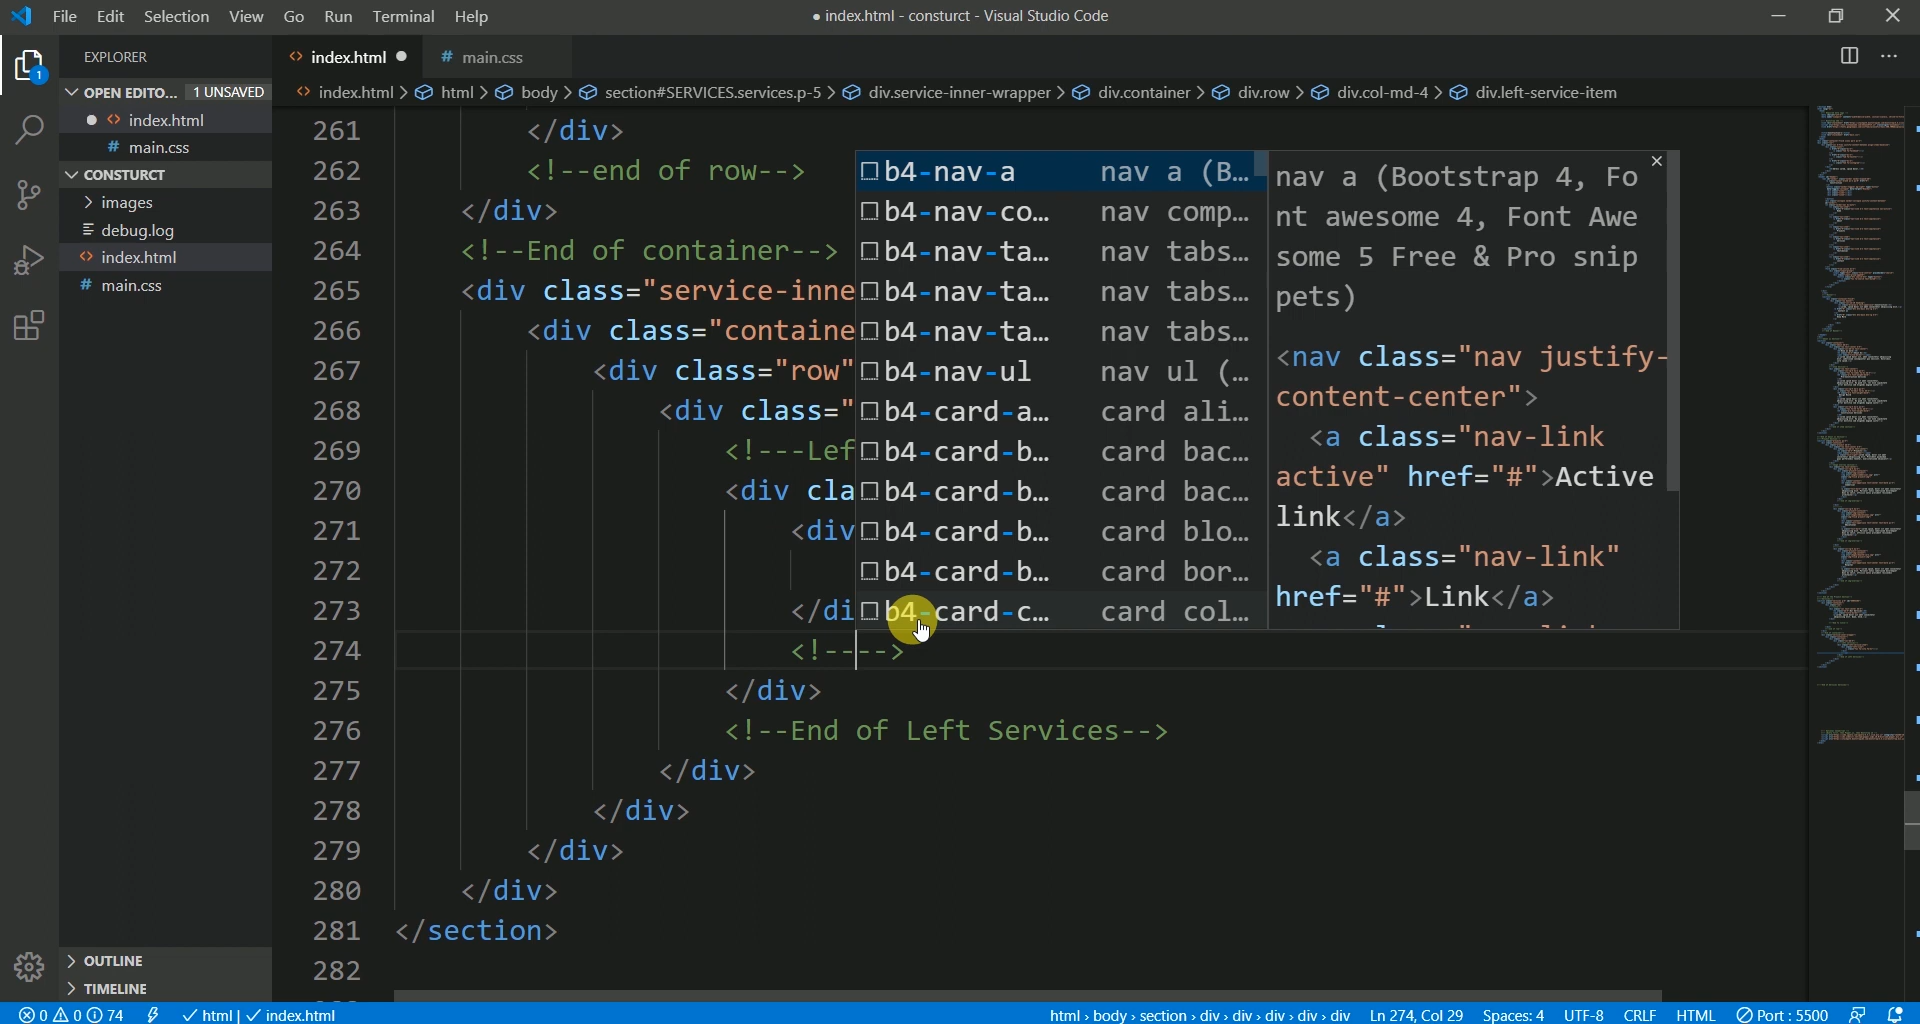 File Edit Selection View Go Run Terminal Help
● index.html - consturct - Visual Studio Code
EXPLORER
OPEN EDITO... 1 UNSAVED
index.html
main.css
CONSTURCT
images
debug.log
index.html
main.css
OUTLINE
TIMELINE
1
index.html
main.css
index.html > html > body > section#SERVICES.services.p-5 > div.service-inner-wrapper > div.container > div.row > div.col-md-4 > div.left-service-item
261 </div>
262 <!--end of row-->
263 </div>
264 <!--End of container-->
265 <div class="service-inne
266 <div class="containe
267 <div class="row"
268 <div class="
269 <!---Lef
270 <div cla
271 <div
272
273 </di
274 <!---->
275 </div>
276 <!--End of Left Services-->
277 </div>
278 </div>
279 </div>
280 </div>
281 </section>
282
b4-nav-a nav a (B...
b4-nav-co... nav comp...
b4-nav-ta... nav tabs...
b4-nav-ta... nav tabs...
b4-nav-ta... nav tabs...
b4-nav-ul nav ul (...
b4-card-a... card ali...
b4-card-b... card bac...
b4-card-b... card bac...
b4-card-b... card blo...
b4-card-b... card bor...
b4-card-c... card col...
nav a (Bootstrap 4, Fo
nt awesome 4, Font Awe
some 5 Free & Pro snip
pets)
<nav class="nav justify-
content-center">
<a class="nav-link
active" href="#">Active
link</a>
<a class="nav-link"
href="#">Link</a>
0 0 74 html | index.html
html > body > section > div > div > div > div > div Ln 274, Col 29 Spaces: 4 UTF-8 CRLF HTML Port : 5500